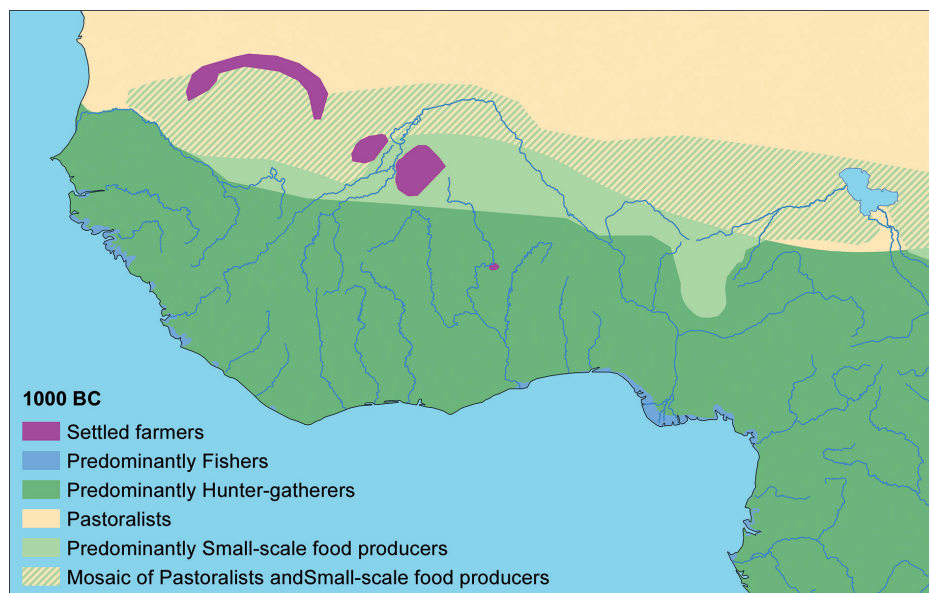 1000 BC
Settled farmers
Predominantly Fishers
Predominantly Hunter-gatherers
Pastoralists
Predominantly Small-scale food producers
Mosaic of Pastoralists andSmall-scale food producers